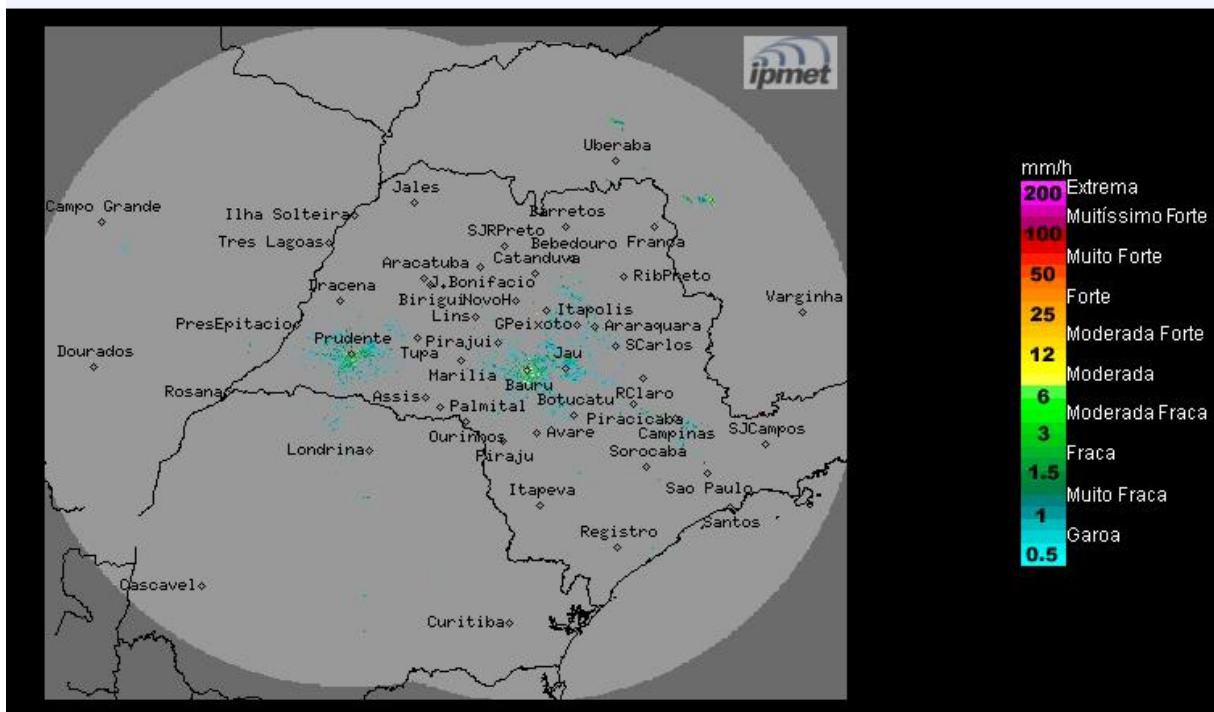 ipmet
Uberaba
Jales
Campo Grande
Ilha Solteira
Barretos
SJRPreto
Tres Lagoas
Bebedouro Franca
Catanduva
Aracatuba
J.Bonifacio
RibPreto
Dracena
Birigui NovoH
Varginha
Lins
Itapolis
PresEpitacio
GPeixoto
Araraquara
Prudente
Pirajui
SCarlos
Dourados
Tupa
Jau
Marilia
Bauru
Rosana
Assis
Botucatu
RClaro
Palmital
Piracicaba
SJCampos
Ourinhos
Avare
Campinas
Londrina
Piraju
Sorocaba
Itapeva
Sao Paulo
Santos
Registro
Cascavel
Curitiba
mm/h
200 Extrema
Muitíssimo Forte
100
Muito Forte
50
Forte
25
Moderada Forte
12
Moderada
6
Moderada Fraca
3
Fraca
1.5
Muito Fraca
1
Garoa
0.5